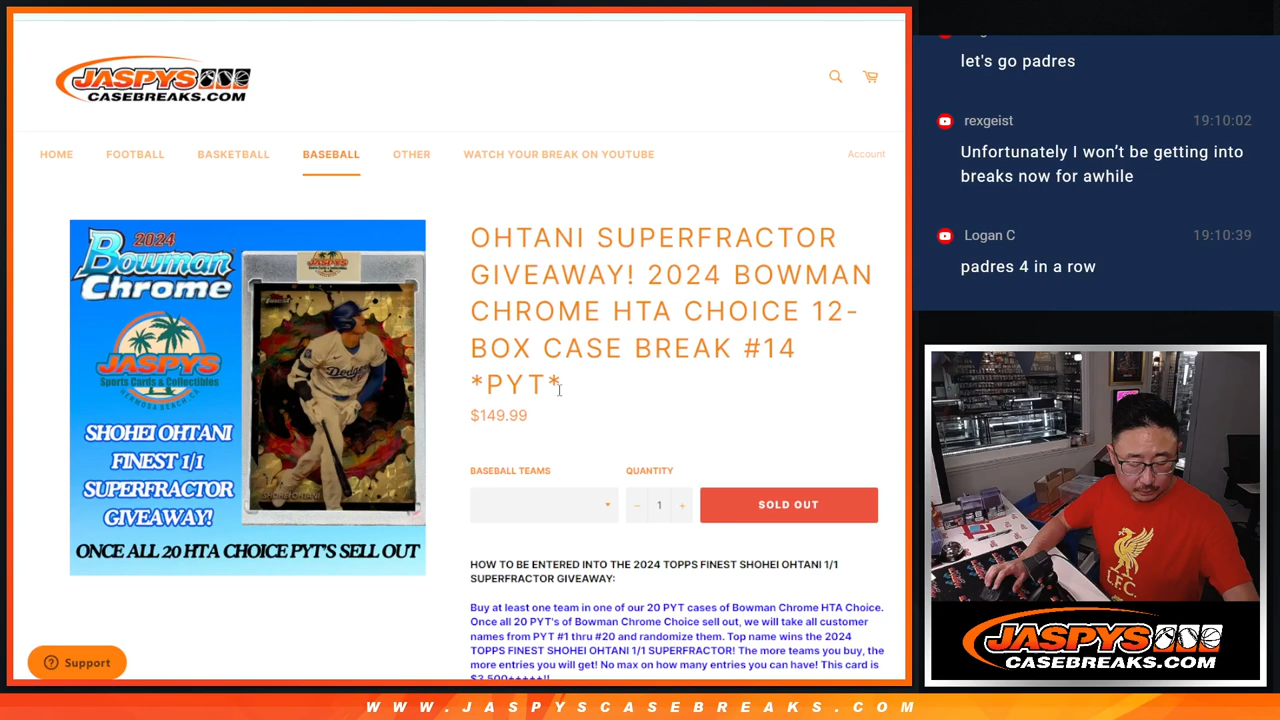 JASPYS
CASEBREAKS.COM
HOME
FOOTBALL
BASKETBALL
BASEBALL
OTHER
WATCH YOUR BREAK ON YOUTUBE
Account
2024
Bowman
Chrome
JASPYS
Sports Cards & Collectibles
HERMOSA BEACH, CA
SHOHEI OHTANI
FINEST 1/1
SUPERFRACTOR
GIVEAWAY!
ONCE ALL 20 HTA CHOICE PYT'S SELL OUT
JASPYS
Dodgers
SHOHEI OHTANI
OHTANI SUPERFRACTOR
GIVEAWAY! 2024 BOWMAN
CHROME HTA CHOICE 12-
BOX CASE BREAK #14
*PYT*
$149.99
BASEBALL TEAMS
QUANTITY
− 1 +
SOLD OUT
HOW TO BE ENTERED INTO THE 2024 TOPPS FINEST SHOHEI OHTANI 1/1
SUPERFRACTOR GIVEAWAY:
Buy at least one team in one of our 20 PYT cases of Bowman Chrome HTA Choice.
Once all 20 PYT's of Bowman Chrome Choice sell out, we will take all customer
names from PYT #1 thru #20 and randomize them. Top name wins the 2024
TOPPS FINEST SHOHEI OHTANI 1/1 SUPERFRACTOR! The more teams you buy, the
more entries you will get! No max on how many entries you can have! This card is
$3,500+++++!!
Support
let's go padres
rexgeist
19:10:02
Unfortunately I won't be getting into
breaks now for awhile
Logan C
19:10:39
padres 4 in a row
L.F.C.
JASPYS
CASEBREAKS.COM
WWW.JASPYSCASEBREAKS.COM